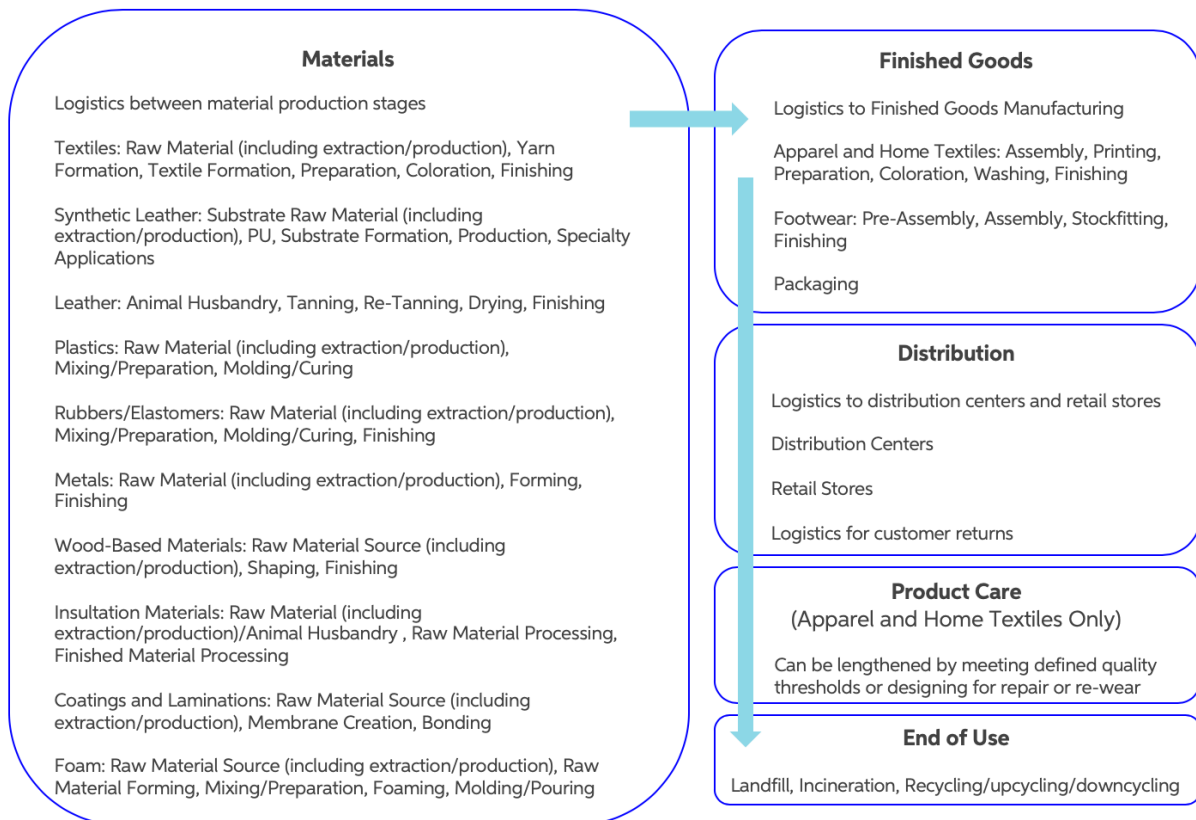 Materials
Logistics between material production stages
Textiles: Raw Material (including extraction/production), Yarn
Formation, Textile Formation, Preparation, Coloration, Finishing
Synthetic Leather: Substrate Raw Material (including
extraction/production), PU, Substrate Formation, Production, Specialty
Applications
Leather: Animal Husbandry, Tanning, Re-Tanning, Drying, Finishing
Plastics: Raw Material (including extraction/production),
Mixing/Preparation, Molding/Curing
Rubbers/Elastomers: Raw Material (including extraction/production),
Mixing/Preparation, Molding/Curing, Finishing
Metals: Raw Material (including extraction/production), Forming,
Finishing
Wood-Based Materials: Raw Material Source (including
extraction/production), Shaping, Finishing
Insultation Materials: Raw Material (including
extraction/production)/Animal Husbandry , Raw Material Processing,
Finished Material Processing
Coatings and Laminations: Raw Material Source (including
extraction/production), Membrane Creation, Bonding
Foam: Raw Material Source (including extraction/production), Raw
Material Forming, Mixing/Preparation, Foaming, Molding/Pouring
Finished Goods
Logistics to Finished Goods Manufacturing
Apparel and Home Textiles: Assembly, Printing,
Preparation, Coloration, Washing, Finishing
Footwear: Pre-Assembly, Assembly, Stockfitting,
Finishing
Packaging
Distribution
Logistics to distribution centers and retail stores
Distribution Centers
Retail Stores
Logistics for customer returns
Product Care
(Apparel and Home Textiles Only)
Can be lengthened by meeting defined quality
thresholds or designing for repair or re-wear
End of Use
Landfill, Incineration, Recycling/upcycling/downcycling